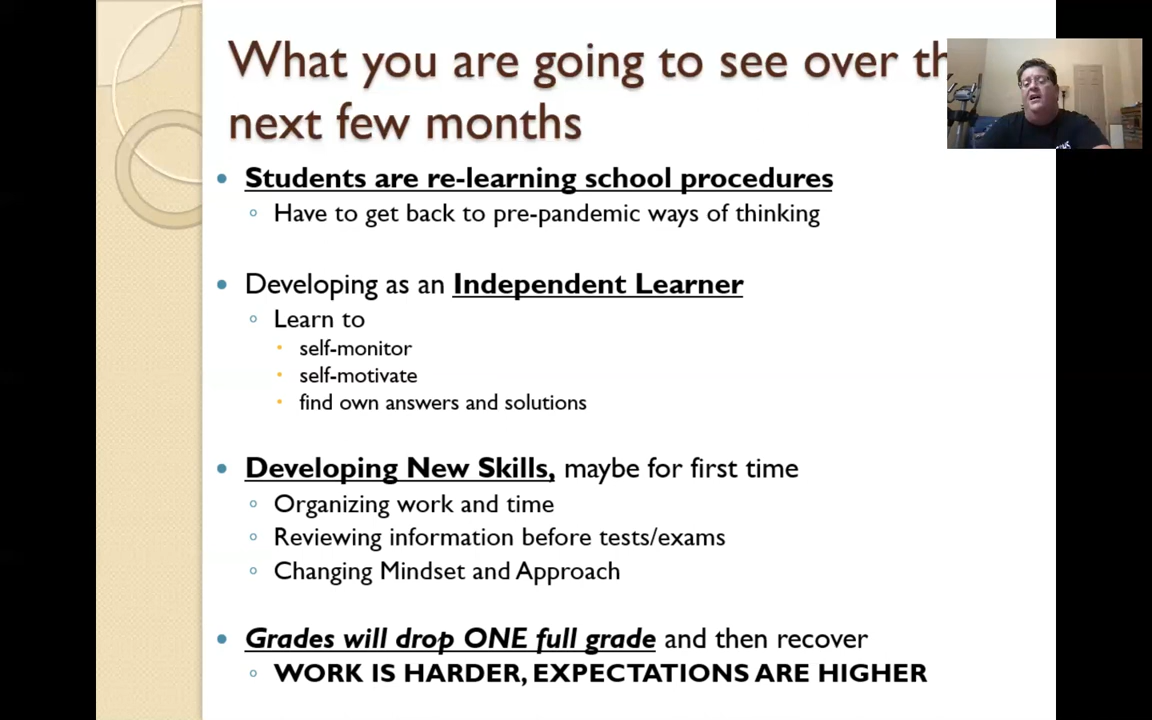 What you are going to see over th
next few months
Students are re-learning school procedures
Have to get back to pre-pandemic ways of thinking
Developing as an Independent Learner
Learn to
self-monitor
self-motivate
find own answers and solutions
Developing New Skills, maybe for first time
Organizing work and time
Reviewing information before tests/exams
Changing Mindset and Approach
Grades will drop ONE full grade and then recover
WORK IS HARDER, EXPECTATIONS ARE HIGHER